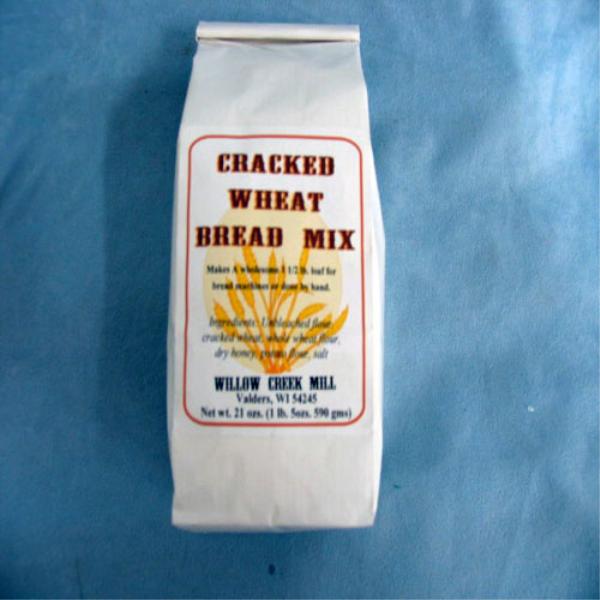 CRACKED
WHEAT
BREAD MIX
Makes A wholesome 1 1/2 lb. loaf for
bread machines or done by hand.
Ingredients: Unbleached flour,
cracked wheat, whole wheat flour,
dry honey, potato flour, salt
WILLOW CREEK MILL
Valders, WI 54245
Net wt. 21 ozs. (1 lb. 5ozs. 590 gms)